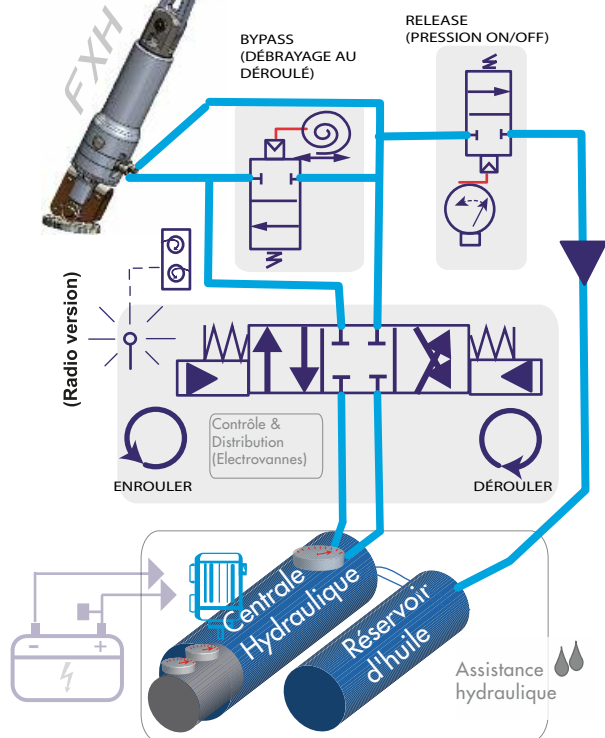 FXH
BYPASS
(DÉBRAYAGE AU
DÉROULÉ)
RELEASE
(PRESSION ON/OFF)
(Radio version)
Contrôle &
Distribution
(Electrovannes)
ENROULER
DÉROULER
Centrale
Hydraulique
Réservoir
d'huile
- +
Assistance
hydraulique